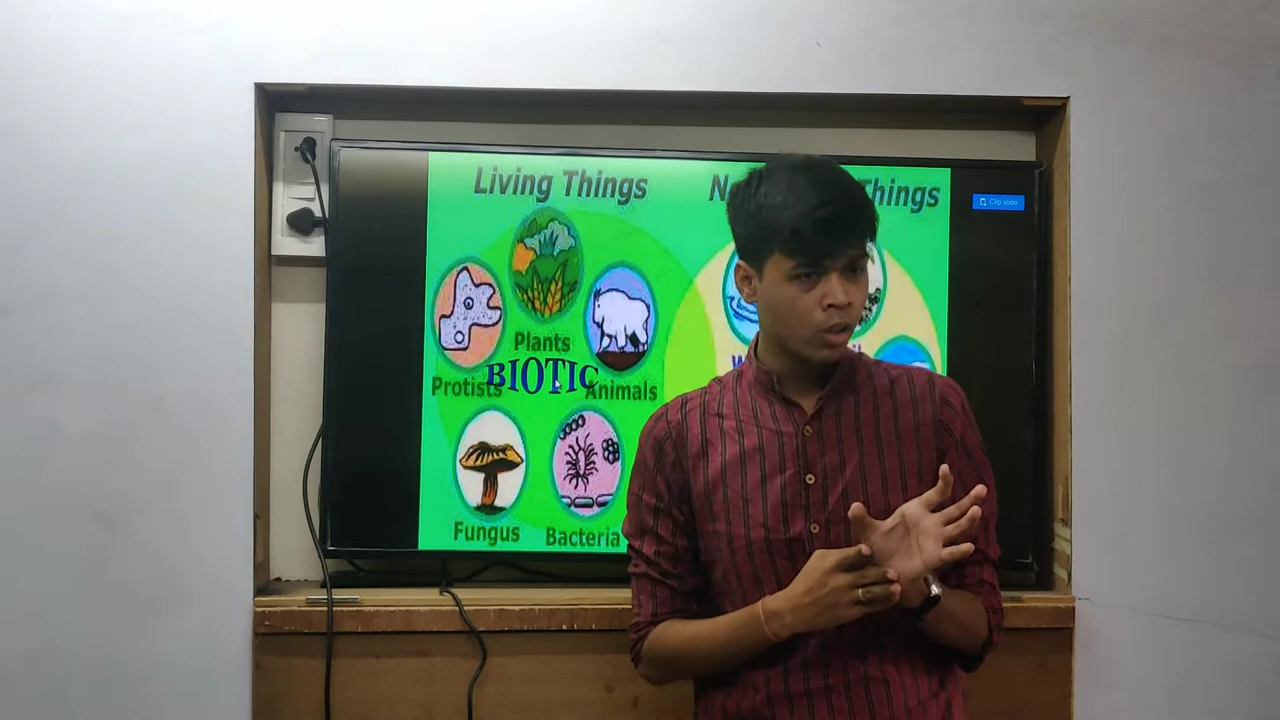 Living Things
Things
Clip slide
Plants
BIOTIC
Protists
Animals
Fungus
Bacteria